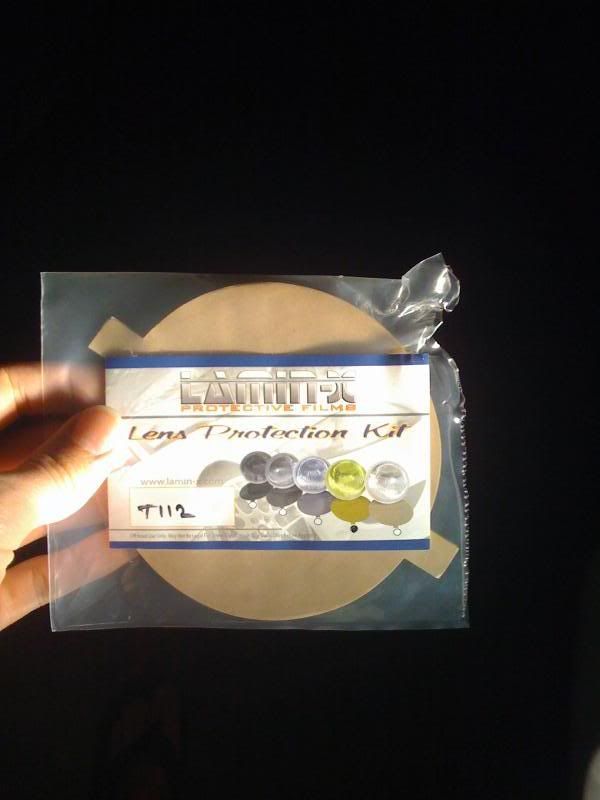 LAMIN-X
PROTECTIVE FILMS
Lens Protection Kit
www.lamin-x.com
T112